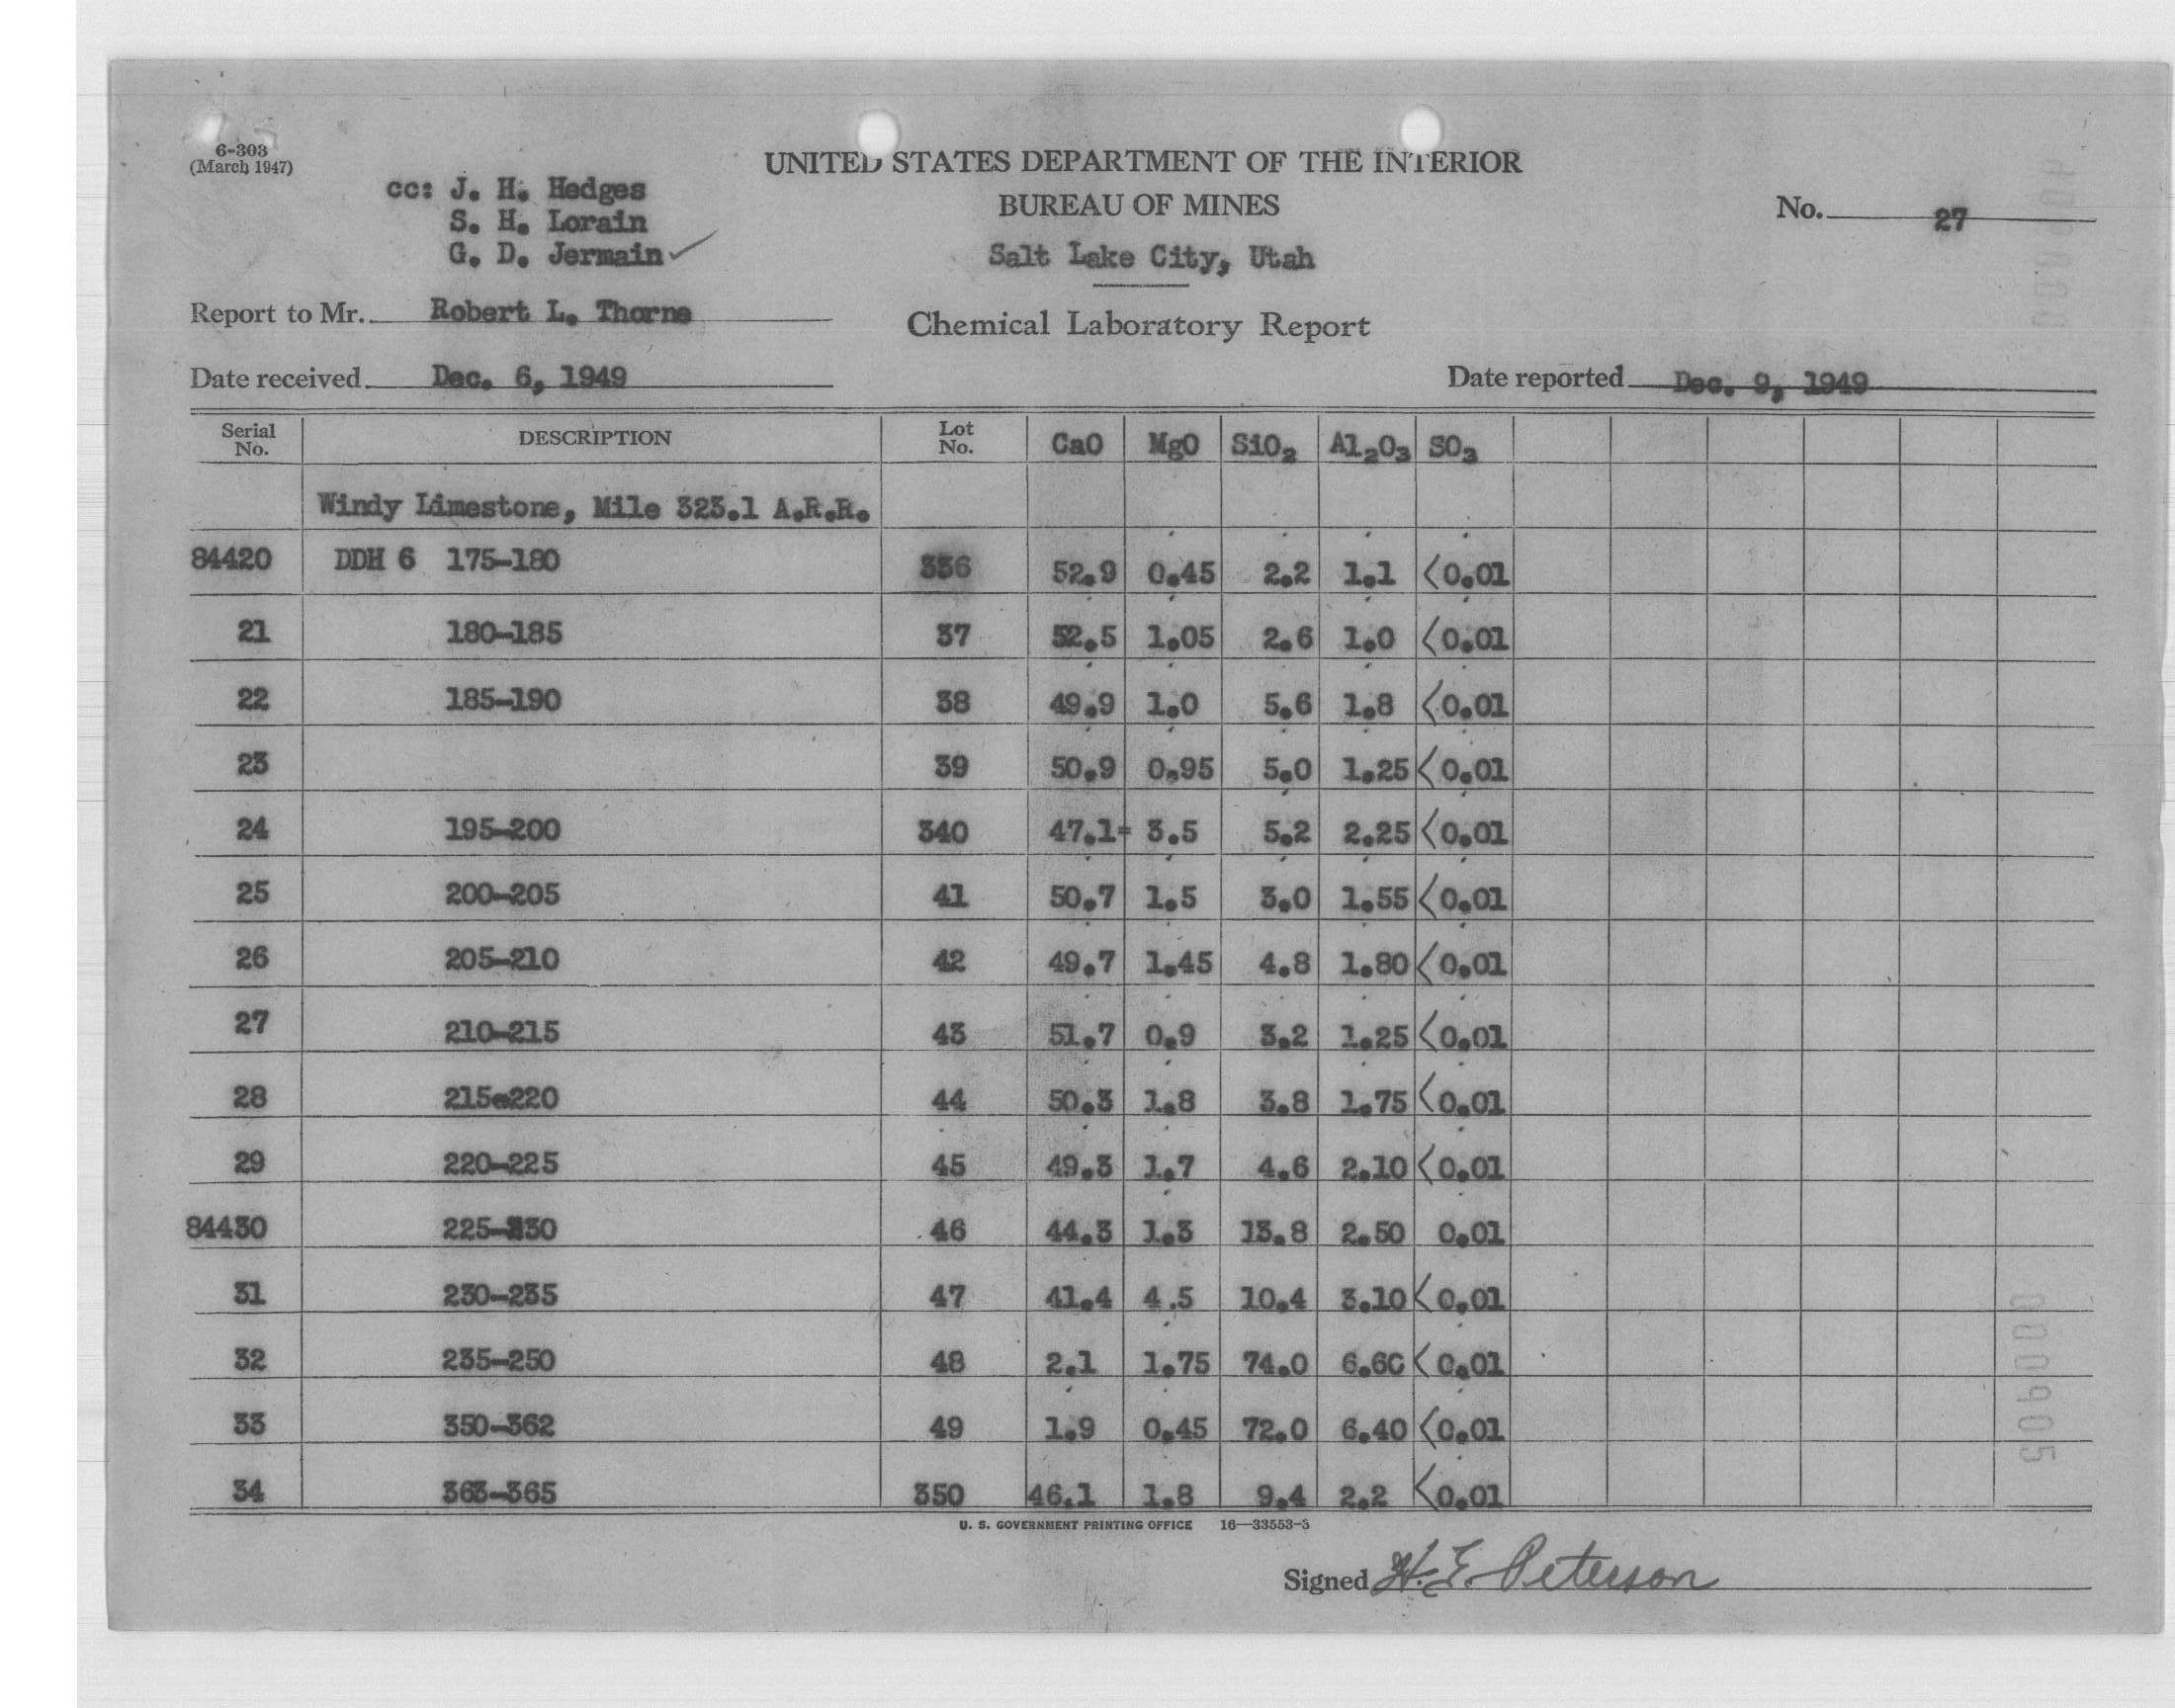 6-303
(March 1947)
cc: J. H. Hedges
S. H. Lorain
G. D. Jermain ✓
UNITED STATES DEPARTMENT OF THE INTERIOR
BUREAU OF MINES
Salt Lake City, Utah
No. 27
Report to Mr. Robert L. Thorne
Chemical Laboratory Report
Date received Dec. 6, 1949
Date reported Dec. 9, 1949
Serial No. DESCRIPTION Lot No. CaO MgO SiO2 Al2O3 SO3
Windy Limestone, Mile 323.1 A.R.R.
84420 DDH 6 175-180 336 52.9 0.45 2.2 1.1 <0.01
21 180-185 37 52.5 1.05 2.6 1.0 <0.01
22 185-190 38 49.9 1.0 5.6 1.8 <0.01
23 39 50.9 0.95 5.0 1.25 <0.01
24 195-200 340 47.1- 3.5 5.2 2.25 <0.01
25 200-205 41 50.7 1.5 3.0 1.55 <0.01
26 205-210 42 49.7 1.45 4.8 1.80 <0.01
27 210-215 43 51.7 0.9 3.2 1.25 <0.01
28 215-220 44 50.3 1.8 3.8 1.75 <0.01
29 220-225 45 49.3 1.7 4.6 2.10 <0.01
84430 225-230 46 44.3 1.3 13.8 2.50 0.01
31 230-235 47 41.4 4.5 10.4 3.10 <0.01
32 235-250 48 2.1 1.75 74.0 6.60 <0.01
33 350-362 49 1.9 0.45 72.0 6.40 <0.01
34 363-365 350 46.1 1.8 9.4 2.2 <0.01
U. S. GOVERNMENT PRINTING OFFICE 16—33553-3
Signed H. E. Peterson